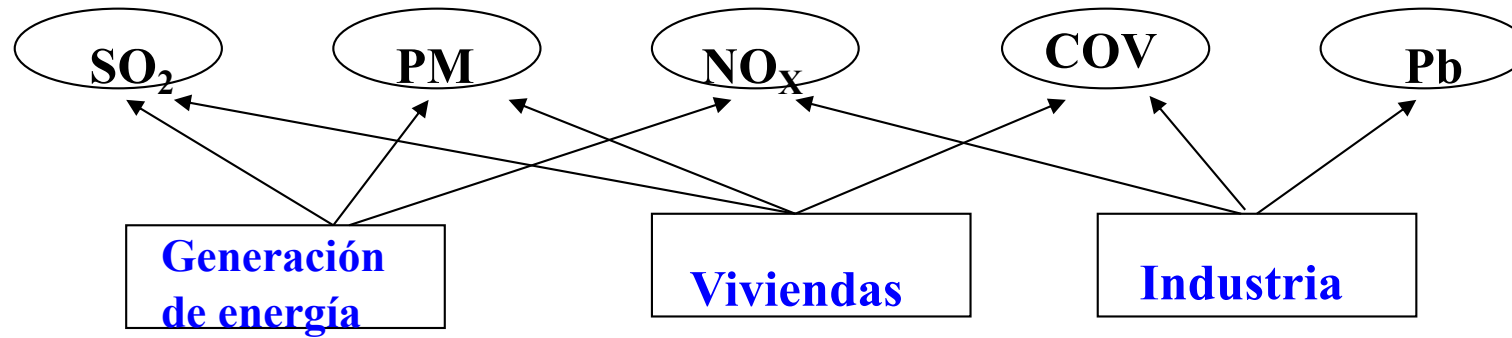 SO₂ PM NOₓ COV Pb
Generación
de energía
Viviendas
Industria